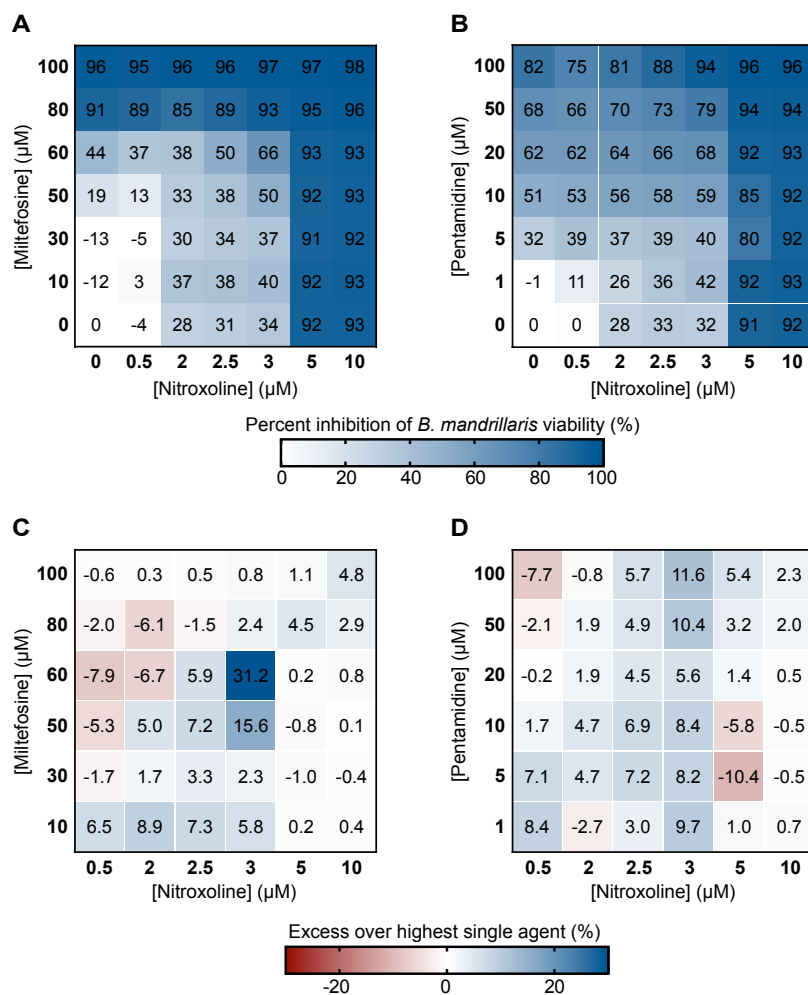 A
B
[Miltefosine] (µM)
100 96 95 96 96 97 97 98
80 91 89 85 89 93 95 96
60 44 37 38 50 66 93 93
50 19 13 33 38 50 92 93
30 -13 -5 30 34 37 91 92
10 -12 3 37 38 40 92 93
0 0 -4 28 31 34 92 93
0 0.5 2 2.5 3 5 10
[Nitroxoline] (µM)
[Pentamidine] (µM)
100 82 75 81 88 94 96 96
50 68 66 70 73 79 94 94
20 62 62 64 66 68 92 93
10 51 53 56 58 59 85 92
5 32 39 37 39 40 80 92
1 -1 11 26 36 42 92 93
0 0 0 28 33 32 91 92
0 0.5 2 2.5 3 5 10
[Nitroxoline] (µM)
Percent inhibition of B. mandrillaris viability (%)
0 20 40 60 80 100
C
D
[Miltefosine] (µM)
100 -0.6 0.3 0.5 0.8 1.1 4.8
80 -2.0 -6.1 -1.5 2.4 4.5 2.9
60 -7.9 -6.7 5.9 31.2 0.2 0.8
50 -5.3 5.0 7.2 15.6 -0.8 0.1
30 -1.7 1.7 3.3 2.3 -1.0 -0.4
10 6.5 8.9 7.3 5.8 0.2 0.4
0.5 2 2.5 3 5 10
[Nitroxoline] (µM)
[Pentamidine] (µM)
100 -7.7 -0.8 5.7 11.6 5.4 2.3
50 -2.1 1.9 4.9 10.4 3.2 2.0
20 -0.2 1.9 4.5 5.6 1.4 0.5
10 1.7 4.7 6.9 8.4 -5.8 -0.5
5 7.1 4.7 7.2 8.2 -10.4 -0.5
1 8.4 -2.7 3.0 9.7 1.0 0.7
0.5 2 2.5 3 5 10
[Nitroxoline] (µM)
Excess over highest single agent (%)
-20 0 20